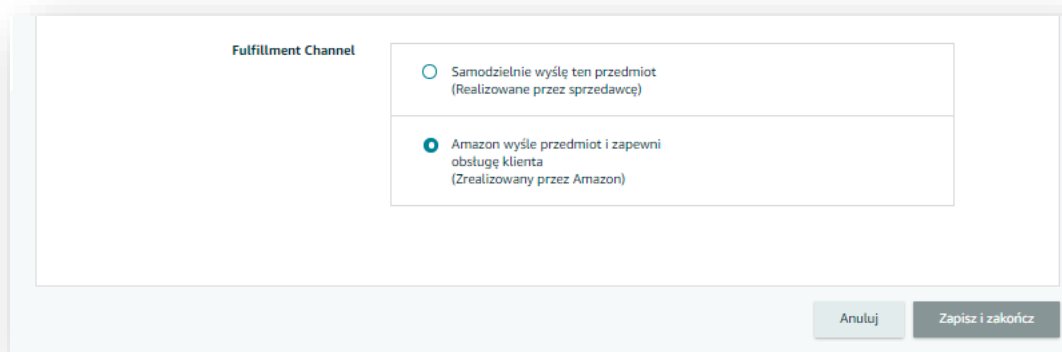 Fulfillment Channel
Samodzielnie wyślę ten przedmiot
(Realizowane przez sprzedawcę)
Amazon wyśle przedmiot i zapewni
obsługę klienta
(Zrealizowany przez Amazon)
Anuluj
Zapisz i zakończ